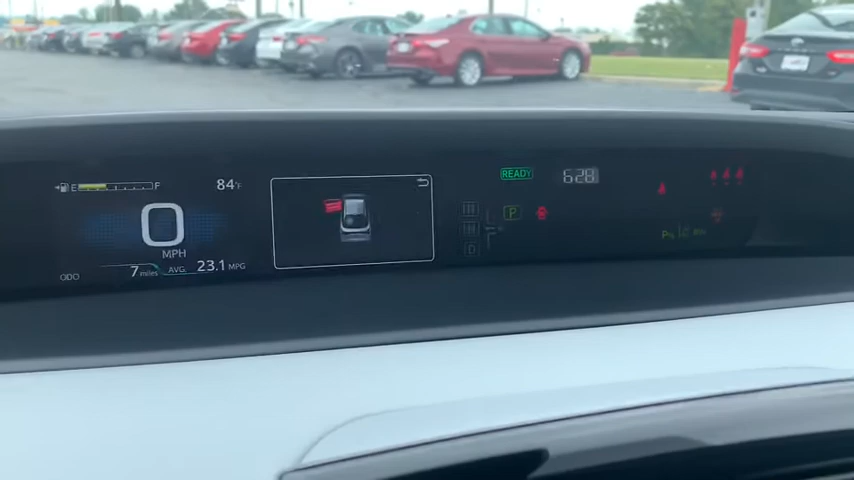 E F
84°F
READY
628
0
MPH
P
ODO 7 miles AVG. 23.1 MPG
D